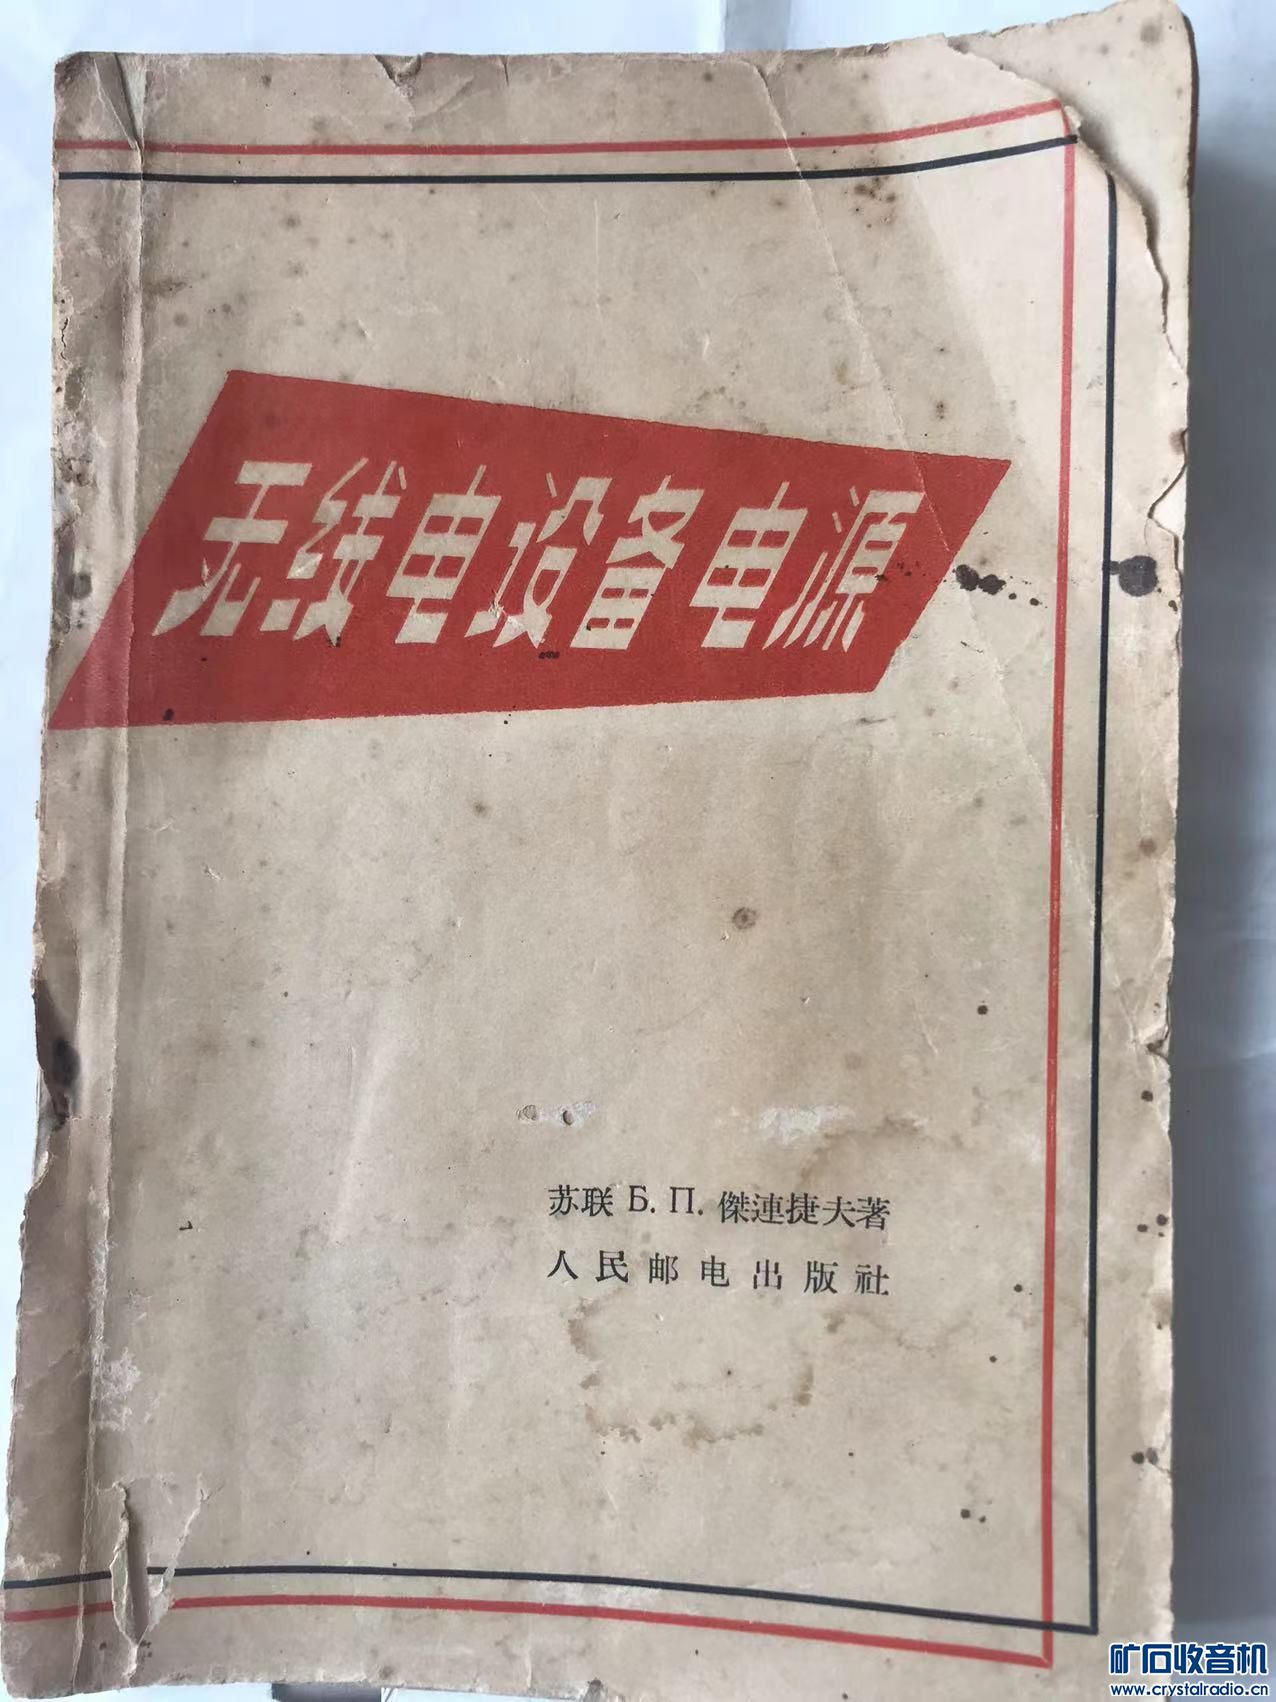 无线电设备电源
苏联 Б. П. 傑連捷夫著
人民邮电出版社
矿石收音机
www.crystalradio.cn